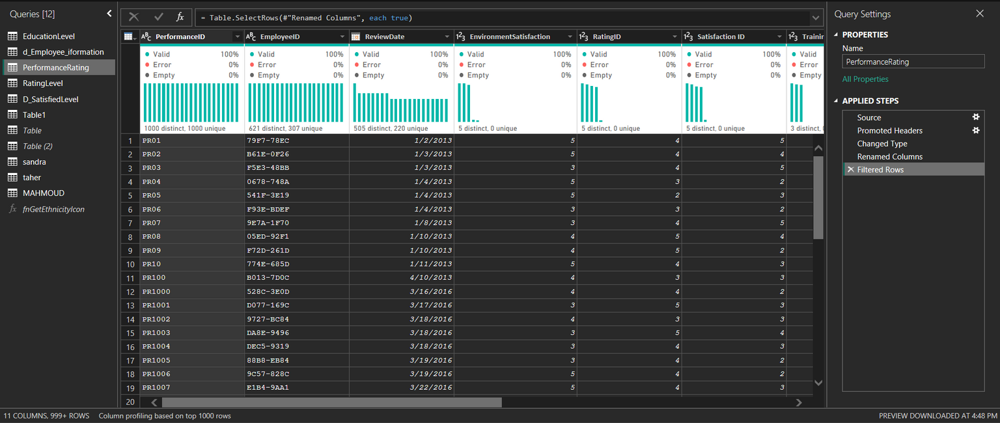 Queries [12]
EducationLevel
d_Employee_iformation
PerformanceRating
RatingLevel
D_SatisfiedLevel
Table1
Table
Table (2)
sandra
taher
MAHMOUD
fx fnGetEthnicityIcon
fx = Table.SelectRows(#"Renamed Columns", each true)
ABC PerformanceID ABC EmployeeID ReviewDate 123 EnvironmentSatisfaction 123 RatingID 123 Satisfaction ID 123 Trainin
Valid 100% Valid 100% Valid 100% Valid 100% Valid 100% Valid 100% Valid
Error 0% Error 0% Error 0% Error 0% Error 0% Error 0% Error
Empty 0% Empty 0% Empty 0% Empty 0% Empty 0% Empty 0% Empty
1000 distinct, 1000 unique 621 distinct, 307 unique 505 distinct, 220 unique 5 distinct, 0 unique 5 distinct, 0 unique 5 distinct, 0 unique 3 distinct,
1 PR01 79F7-78EC 1/2/2013 5 4 5
2 PR02 B61E-0F26 1/3/2013 5 4 4
3 PR03 F5E3-48BB 1/3/2013 3 4 5
4 PR04 0678-748A 1/4/2013 5 3 2
5 PR05 541F-3E19 1/4/2013 5 2 3
6 PR06 F93E-BDEF 1/4/2013 3 3 2
7 PR07 9E7A-1F70 1/8/2013 3 4 5
8 PR08 05ED-92F1 1/10/2013 4 5 4
9 PR09 F72D-261D 1/10/2013 4 5 2
10 PR10 774E-685D 1/11/2013 5 4 3
11 PR100 B013-7D0C 4/10/2013 4 3 3
12 PR1000 528C-3E0D 3/16/2016 4 4 2
13 PR1001 D077-169C 3/17/2016 3 5 3
14 PR1002 9727-BC84 3/18/2016 4 3 3
15 PR1003 DA8E-9496 3/18/2016 3 5 4
16 PR1004 DEC5-9319 3/18/2016 3 4 3
17 PR1005 88B8-EB84 3/19/2016 3 4 2
18 PR1006 9C57-828C 3/19/2016 5 4 2
19 PR1007 E1B4-9AA1 3/22/2016 5 4 3
20
Query Settings
PROPERTIES
Name
PerformanceRating
All Properties
APPLIED STEPS
Source
Promoted Headers
Changed Type
Renamed Columns
Filtered Rows
11 COLUMNS, 999+ ROWS Column profiling based on top 1000 rows PREVIEW DOWNLOADED AT 4:48 PM